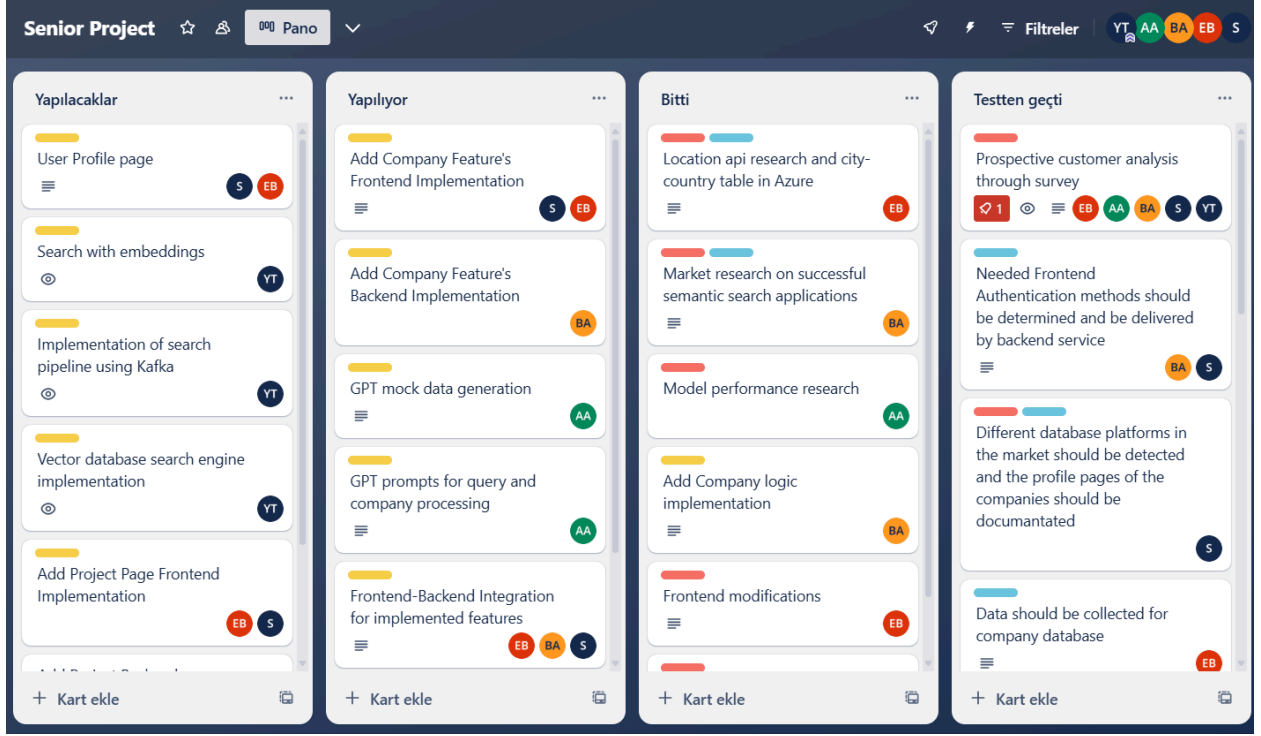 Senior Project
Pano
Filtreler
YT AA BA EB S
Yapılacaklar
User Profile page
S EB
Search with embeddings
YT
Implementation of search
pipeline using Kafka
YT
Vector database search engine
implementation
YT
Add Project Page Frontend
Implementation
EB S
+ Kart ekle
Yapılıyor
Add Company Feature's
Frontend Implementation
S EB
Add Company Feature's
Backend Implementation
BA
GPT mock data generation
AA
GPT prompts for query and
company processing
AA
Frontend-Backend Integration
for implemented features
EB BA S
+ Kart ekle
Bitti
Location api research and city-
country table in Azure
EB
Market research on successful
semantic search applications
BA
Model performance research
AA
Add Company logic
implementation
BA
Frontend modifications
EB
+ Kart ekle
Testten geçti
Prospective customer analysis
through survey
1 EB AA BA S YT
Needed Frontend
Authentication methods should
be determined and be delivered
by backend service
BA S
Different database platforms in
the market should be detected
and the profile pages of the
companies should be
documantated
S
Data should be collected for
company database
EB
+ Kart ekle